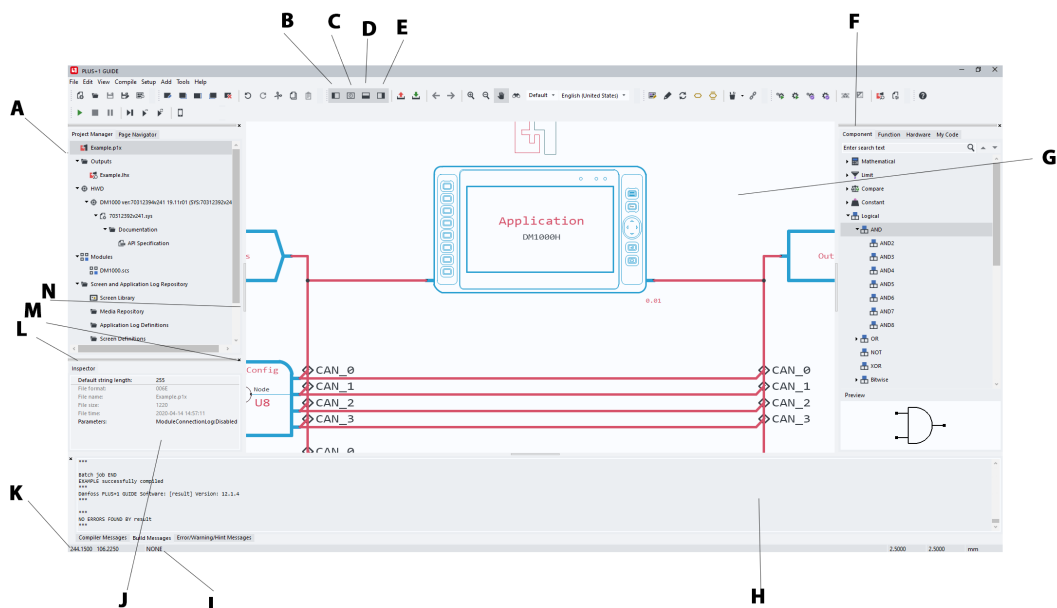 B
C
D
E
F
PLUS+1 GUIDE
File Edit View Compile Setup Add Tools Help
Default
English (United States)
A
Project Manager
Page Navigator
Example.p1x
Outputs
Example.lhx
HWD
DM1000 ver:70312394v241 19.11r01 (SYS:70312392v24
70312392v241.sys
Documentation
API Specification
Modules
DM1000.scs
Screen and Application Log Repository
Screen Library
Media Repository
Application Log Definitions
Screen Definitions
N
M
L
s
Application
DM1000H
0.01
Out
Config
Node
U8
CAN_0
CAN_1
CAN_2
CAN_3
CAN_0
CAN_0
CAN_1
CAN_2
CAN_3
Component
Function
Hardware
My Code
Enter search text
Mathematical
Limit
Compare
Constant
Logical
AND
AND2
AND3
AND4
AND5
AND6
AND7
AND8
OR
NOT
XOR
Bitwise
Preview
G
Inspector
Default string length: 255
File format: 006E
File name: Example.p1x
File size: 1220
File time: 2020-04-14 14:57:11
Parameters: ModuleConnectionLog:Disabled
***
Batch job END
EXAMPLE successfully compiled
***
Danfoss PLUS+1 GUIDE Software: [result] Version: 12.1.4
***
***
NO ERRORS FOUND BY result
***
Compiler Messages
Build Messages
Error/Warning/Hint Messages
K
244.1500 106.2250
NONE
2.5000
2.5000
mm
J
I
H